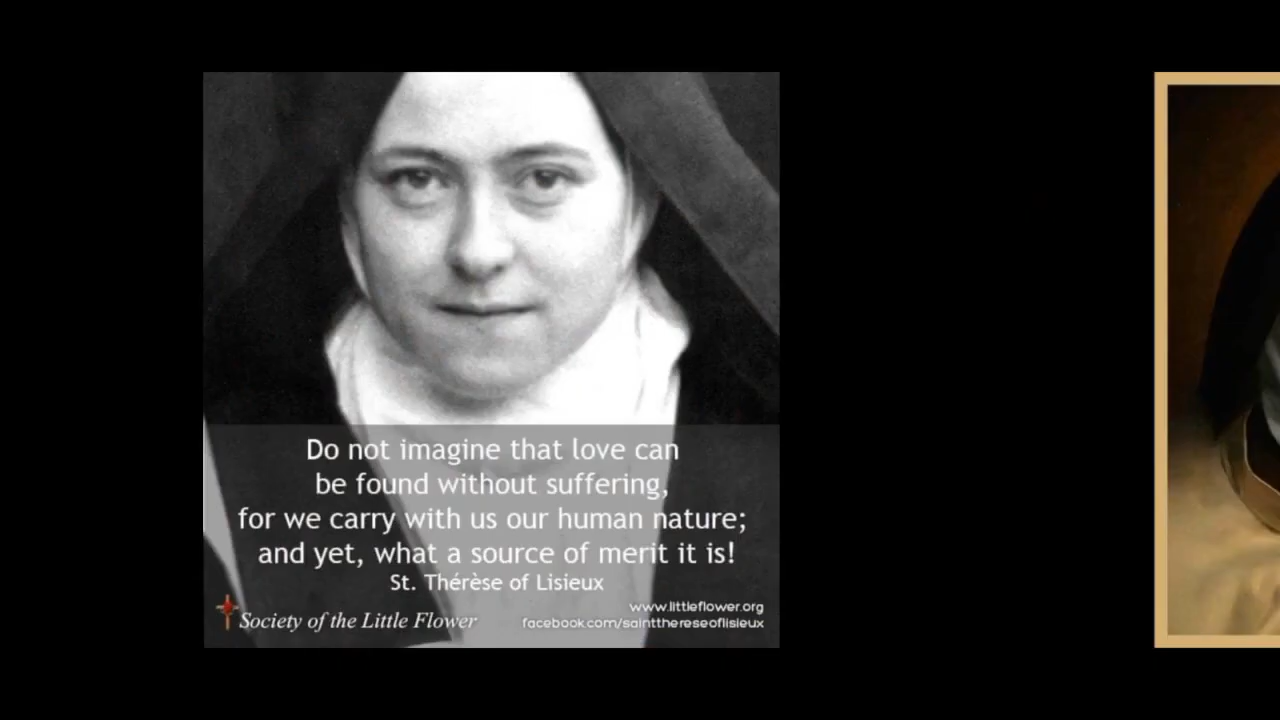 Do not imagine that love can
be found without suffering,
for we carry with us our human nature;
and yet, what a source of merit it is!
St. Thérèse of Lisieux
www.littleflower.org
Society of the Little Flower
facebook.com/saintthereseoflisieux